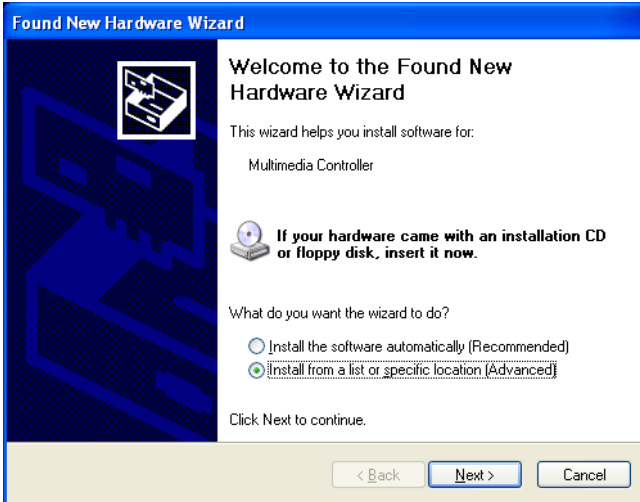 Found New Hardware Wizard
Welcome to the Found New
Hardware Wizard
This wizard helps you install software for:
Multimedia Controller
If your hardware came with an installation CD
or floppy disk, insert it now.
What do you want the wizard to do?
Install the software automatically (Recommended)
Install from a list or specific location (Advanced)
Click Next to continue.
< Back
Next >
Cancel